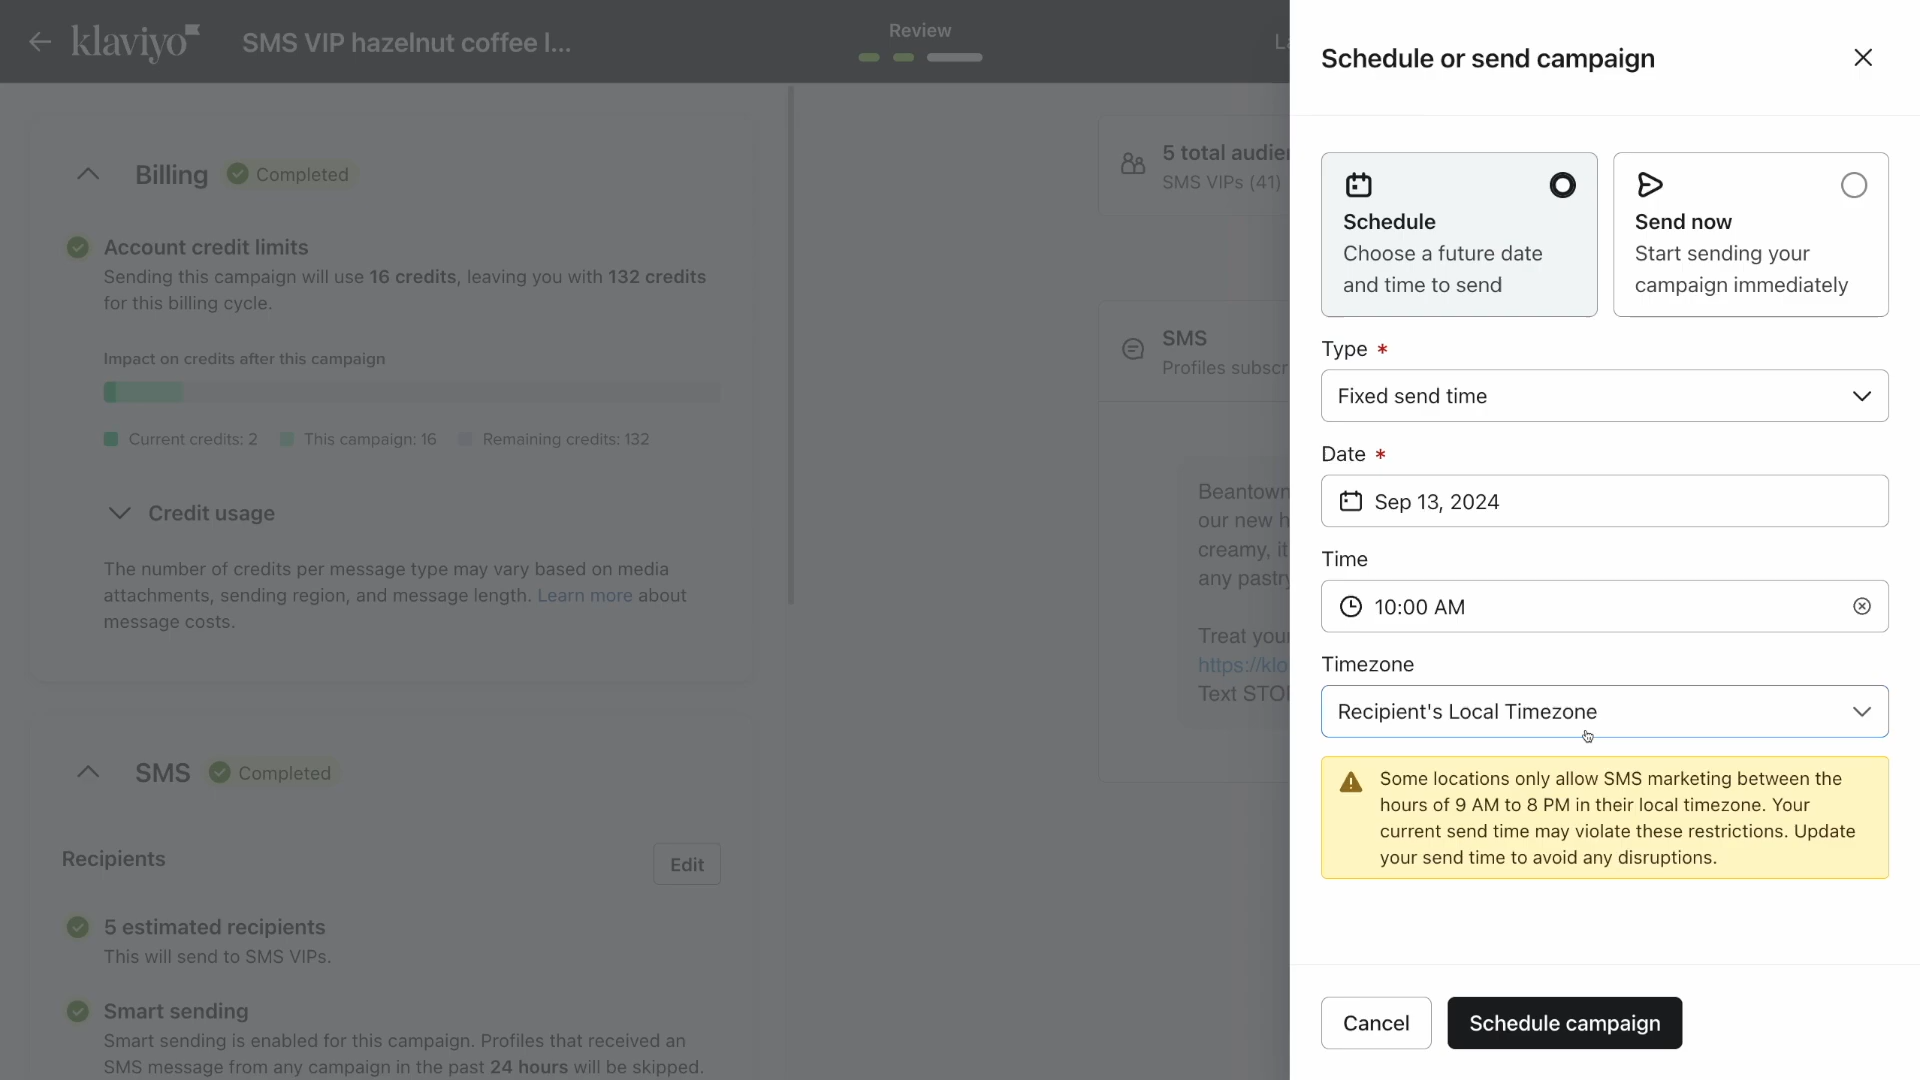 klaviyo
SMS VIP hazelnut coffee l...
Review
Billing
Completed
Account credit limits
Sending this campaign will use 16 credits, leaving you with 132 credits
for this billing cycle.
Impact on credits after this campaign
Current credits: 2
This campaign: 16
Remaining credits: 132
Credit usage
The number of credits per message type may vary based on media
attachments, sending region, and message length. Learn more about
message costs.
SMS
Completed
Recipients
Edit
5 estimated recipients
This will send to SMS VIPs.
Smart sending
Smart sending is enabled for this campaign. Profiles that received an
SMS message from any campaign in the past 24 hours will be skipped.
5 total audie
SMS VIPs (41)
SMS
Profiles subscr
Beantown
our new h
creamy, it
any pastry
Treat you
https://klo
Text STO
Schedule or send campaign
Schedule
Choose a future date
and time to send
Send now
Start sending your
campaign immediately
Type *
Fixed send time
Date *
Sep 13, 2024
Time
10:00 AM
Timezone
Recipient's Local Timezone
Some locations only allow SMS marketing between the
hours of 9 AM to 8 PM in their local timezone. Your
current send time may violate these restrictions. Update
your send time to avoid any disruptions.
Cancel
Schedule campaign